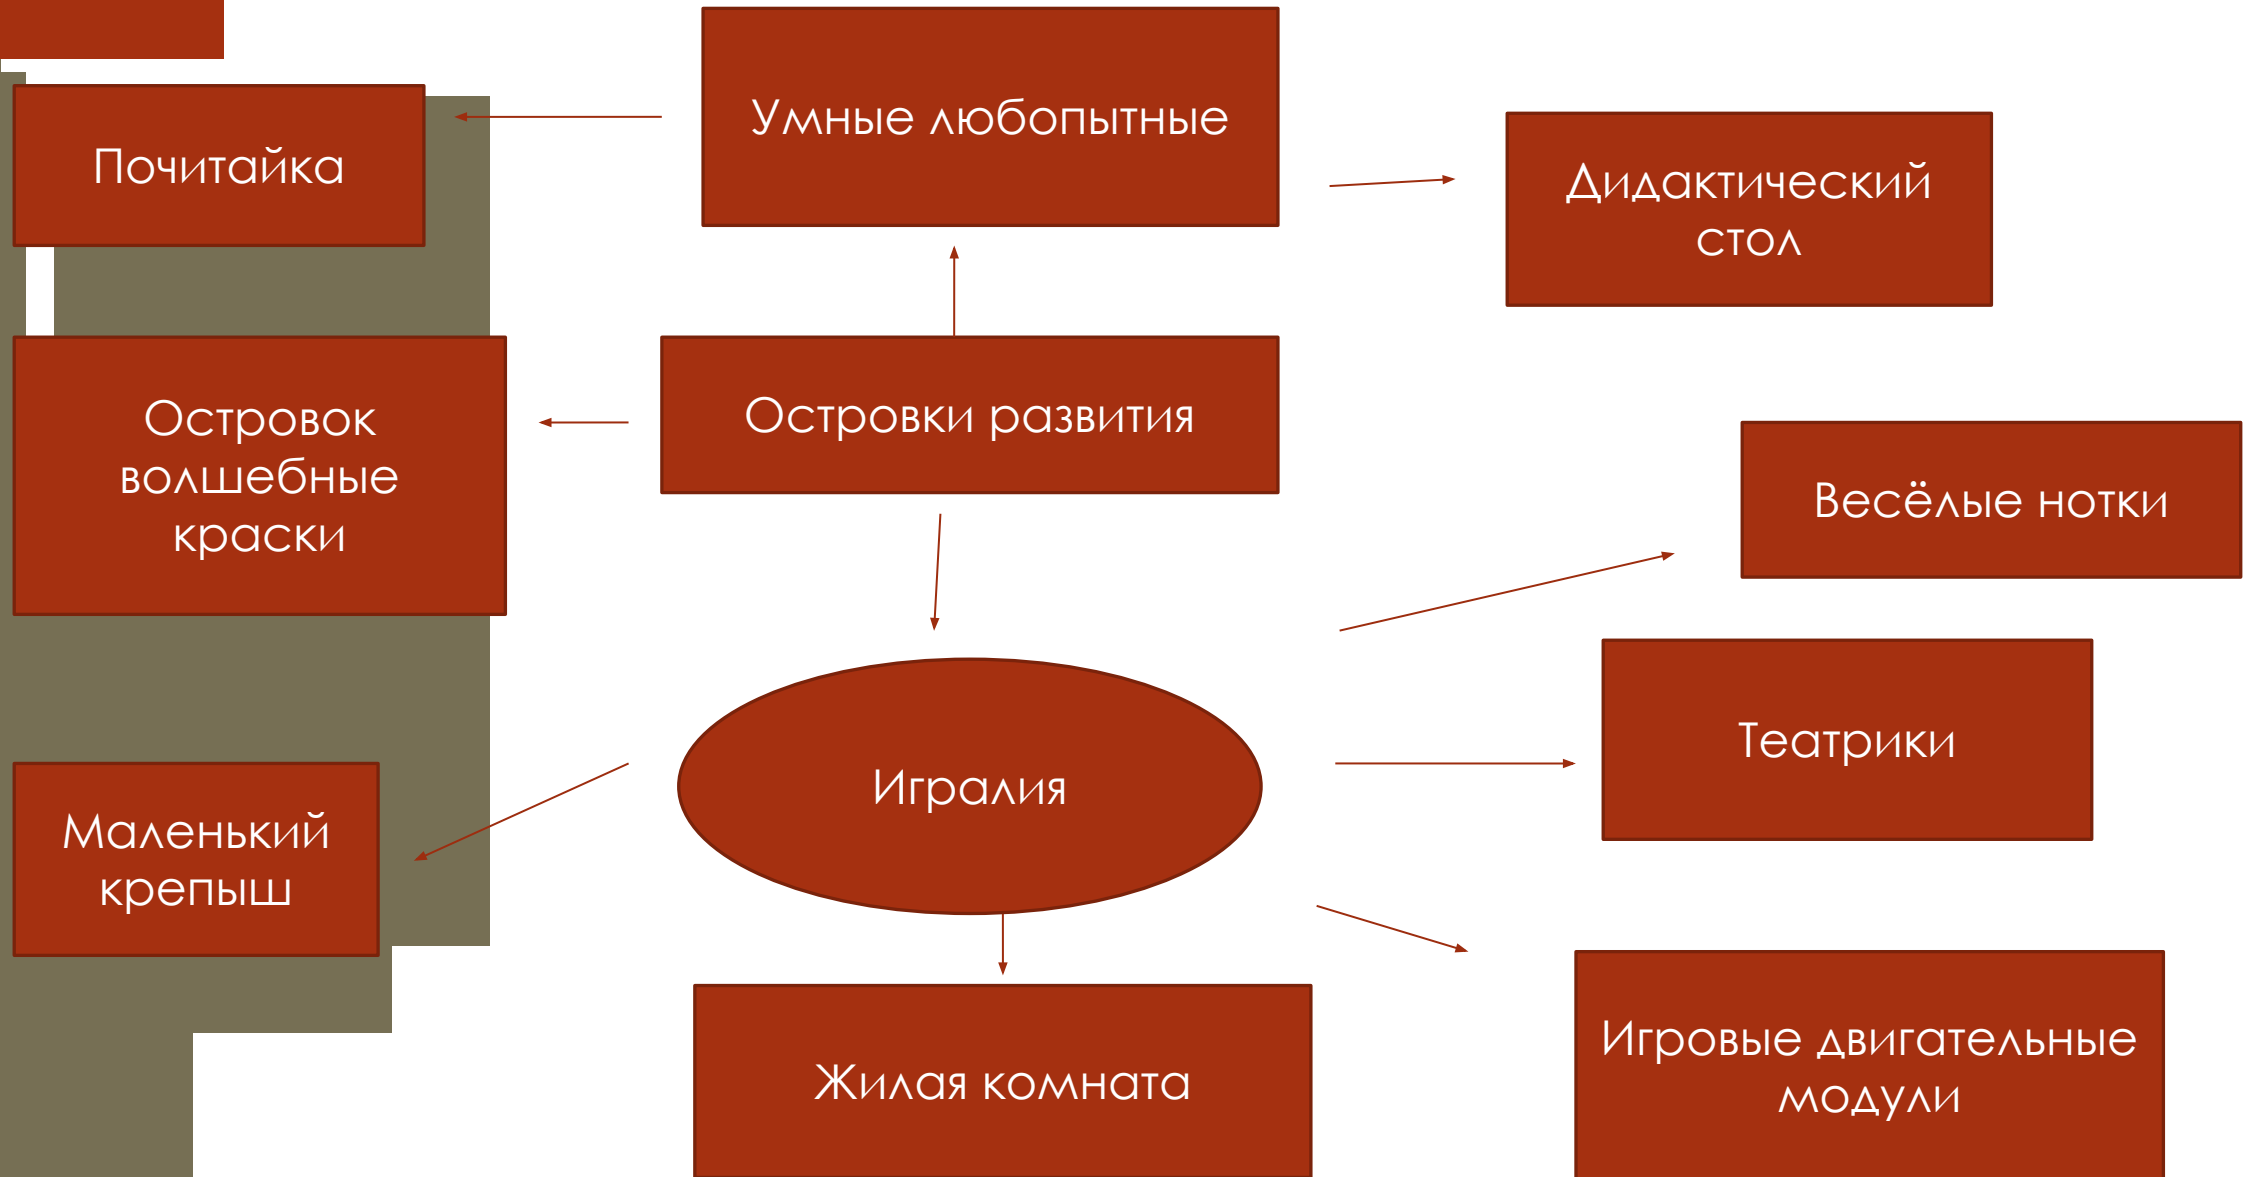 Умные любопытные
Почитайка
Дидактический
стол
Островок
волшебные
краски
Островки развития
Весёлые нотки
Театрики
Игралия
Маленький
крепыш
Жилая комната
Игровые двигательные
модули